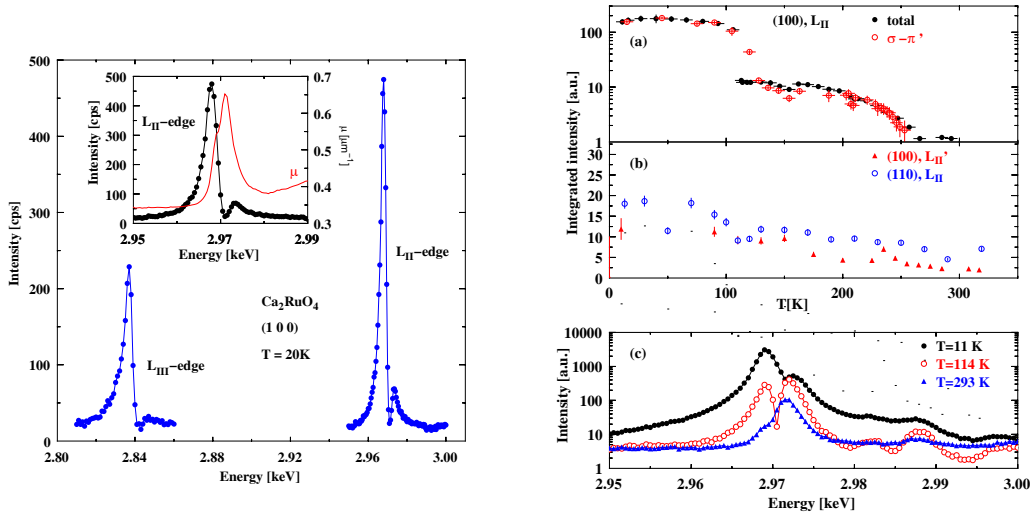 500
400
300
200
100
0
Intensity [cps]
2.80
2.84
2.88
2.92
2.96
3.00
Energy [keV]
L_III−edge
L_II−edge
Ca₂RuO₄
(1 0 0)
T = 20K
500
400
300
200
100
0
Intensity [cps]
L_II−edge
0.7
0.6
0.5
0.4
0.3
μ [μm⁻¹]
μ
2.95
2.96
2.97
2.98
2.99
Energy [keV]
100
10
1
(a)
(100), L_II
total
σ−π’
Integrated intensity [a.u.]
30
25
20
15
10
5
0
(b)
(100), L_II’
(110), L_II
0
100
200
300
T[K]
10000
1000
100
10
1
Intensity [a.u.]
(c)
T=11 K
T=114 K
T=293 K
2.95
2.96
2.97
2.98
2.99
3.00
Energy [keV]